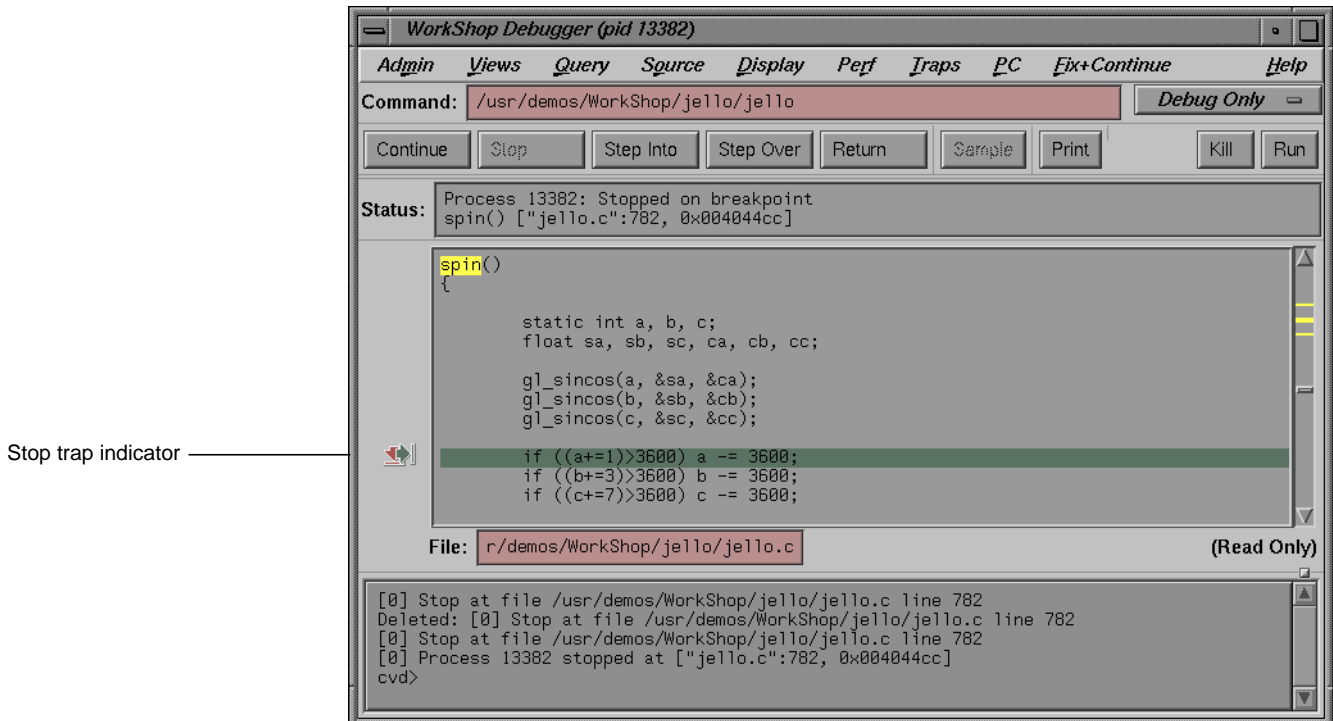 WorkShop Debugger (pid 13382)
Admin Views Query Source Display Perf Traps PC Fix+Continue Help
Command: /usr/demos/WorkShop/jello/jello Debug Only
Continue Stop Step Into Step Over Return Sample Print Kill Run
Status: Process 13382: Stopped on breakpoint
spin() ["jello.c":782, 0x004044cc]
spin()
{
static int a, b, c;
float sa, sb, sc, ca, cb, cc;
gl_sincos(a, &sa, &ca);
gl_sincos(b, &sb, &cb);
gl_sincos(c, &sc, &cc);
Stop trap indicator
if ((a+=1)>3600) a -= 3600;
if ((b+=3)>3600) b -= 3600;
if ((c+=7)>3600) c -= 3600;
File: r/demos/WorkShop/jello/jello.c (Read Only)
[0] Stop at file /usr/demos/WorkShop/jello/jello.c line 782
Deleted: [0] Stop at file /usr/demos/WorkShop/jello/jello.c line 782
[0] Stop at file /usr/demos/WorkShop/jello/jello.c line 782
[0] Process 13382 stopped at ["jello.c":782, 0x004044cc]
cvd>